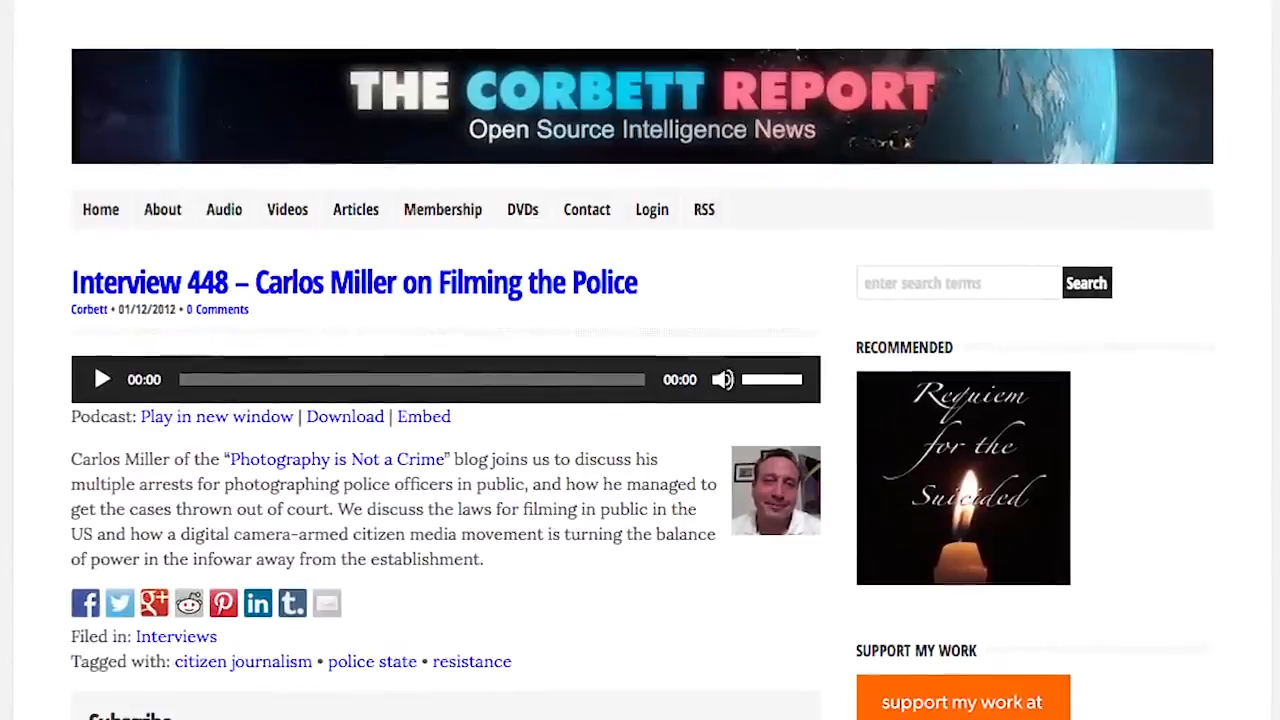 THE CORBETT REPORT
Open Source Intelligence News
Home About Audio Videos Articles Membership DVDs Contact Login RSS
Interview 448 – Carlos Miller on Filming the Police
Corbett • 01/12/2012 • 0 Comments
00:00 00:00
Podcast: Play in new window | Download | Embed
Carlos Miller of the “Photography is Not a Crime” blog joins us to discuss his
multiple arrests for photographing police officers in public, and how he managed to
get the cases thrown out of court. We discuss the laws for filming in public in the
US and how a digital camera-armed citizen media movement is turning the balance
of power in the infowar away from the establishment.
Filed in: Interviews
Tagged with: citizen journalism • police state • resistance
Subscribe
enter search terms Search
RECOMMENDED
Requiem
for the
Suicided
SUPPORT MY WORK
support my work at